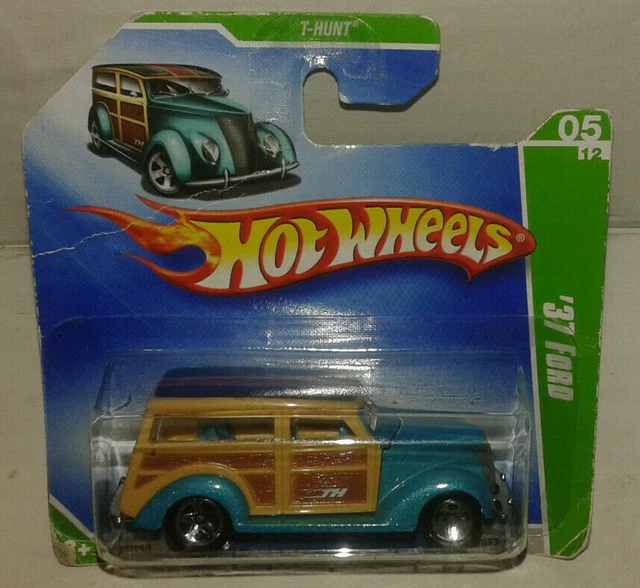 T-HUNT®
05
12
HOT WHEELS®
'37 FORD
TH
TH
+